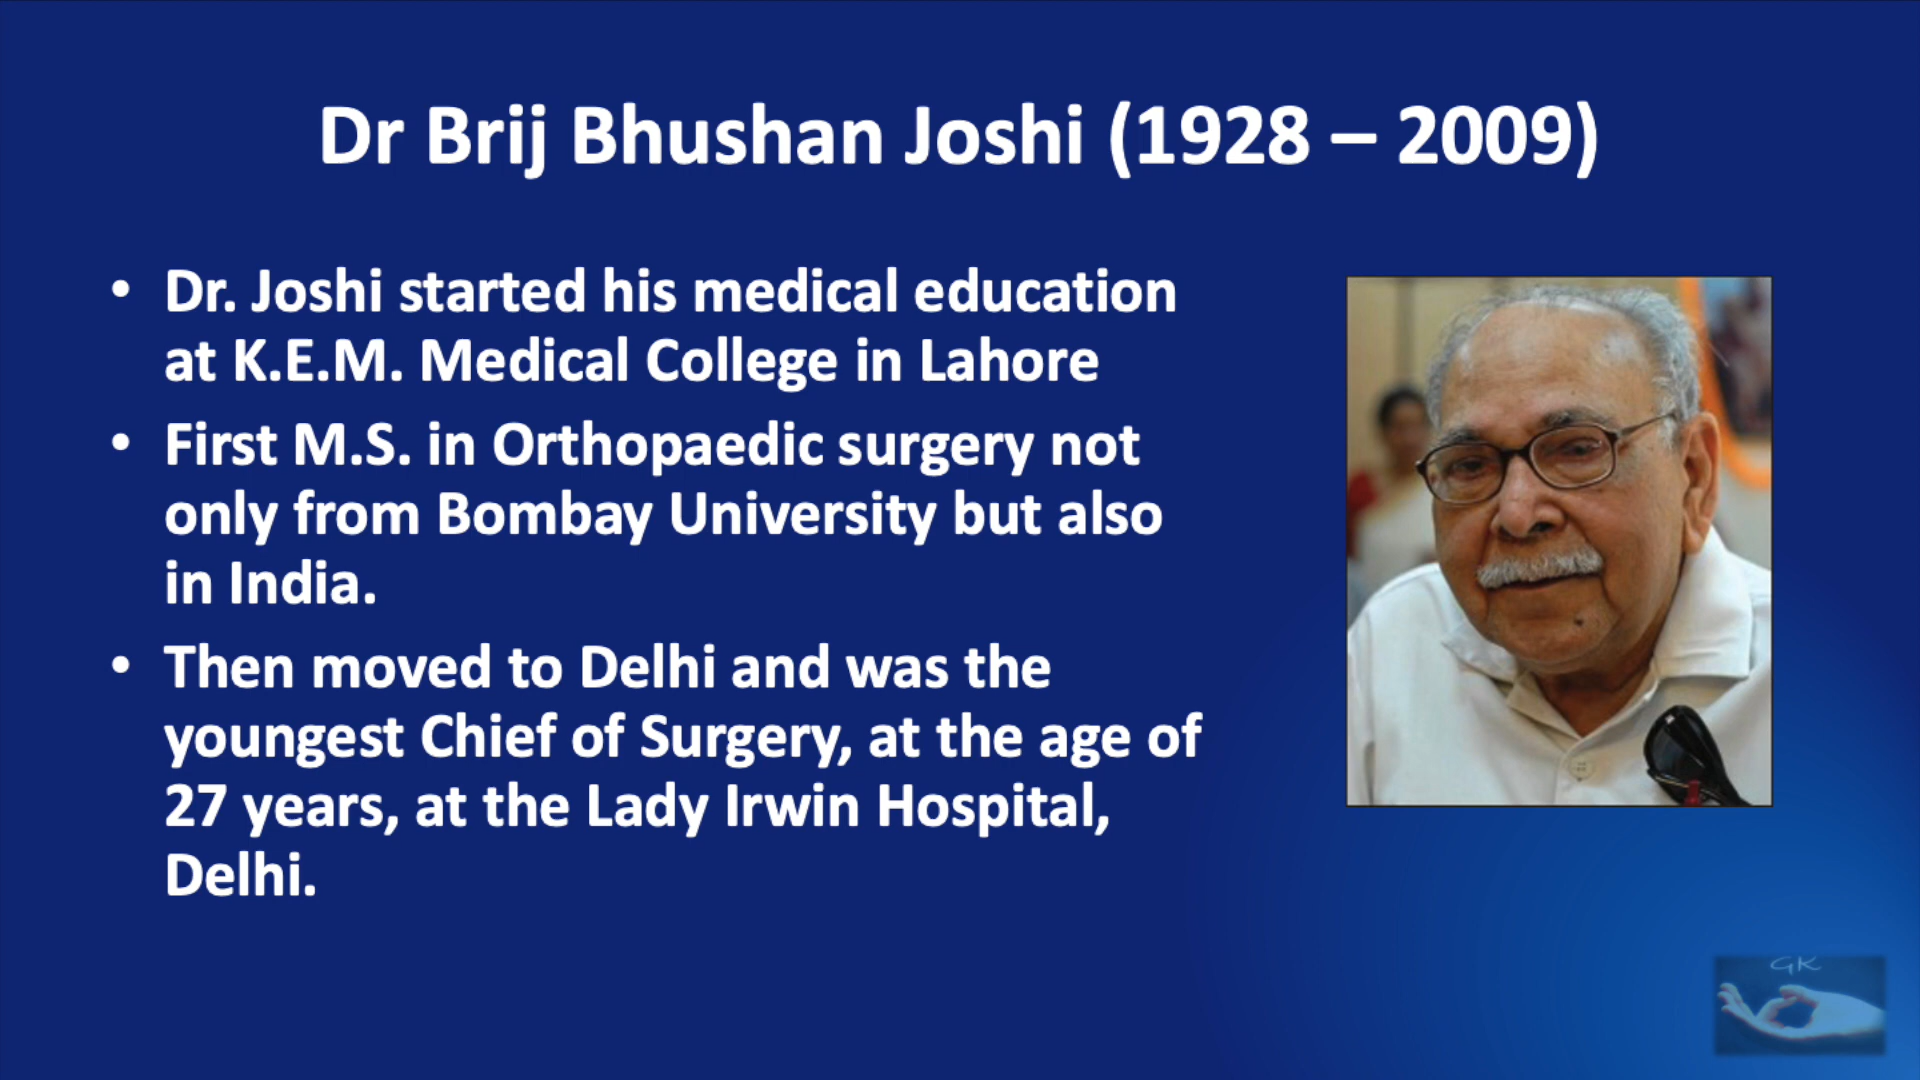 Dr Brij Bhushan Joshi (1928 – 2009)
• Dr. Joshi started his medical education
at K.E.M. Medical College in Lahore
• First M.S. in Orthopaedic surgery not
only from Bombay University but also
in India.
• Then moved to Delhi and was the
youngest Chief of Surgery, at the age of
27 years, at the Lady Irwin Hospital,
Delhi.
GK